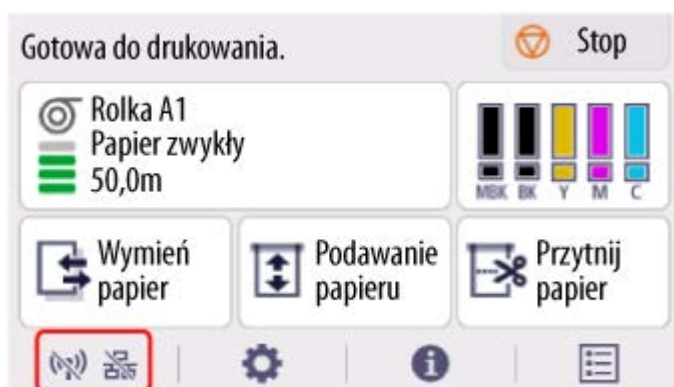 Gotowa do drukowania.
Stop
Rolka A1
Papier zwykły
50,0m
MBK BK Y M C
Wymień
papier
Podawanie
papieru
Przytnij
papier